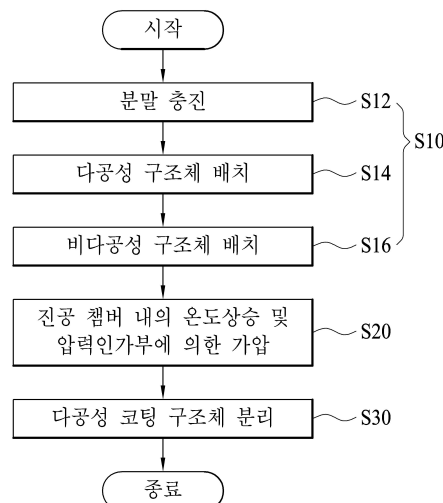 시작
분말 충진
S12
S10
다공성 구조체 배치
S14
비다공성 구조체 배치
S16
진공 챔버 내의 온도상승 및
압력인가부에 의한 가압
S20
다공성 코팅 구조체 분리
S30
종료